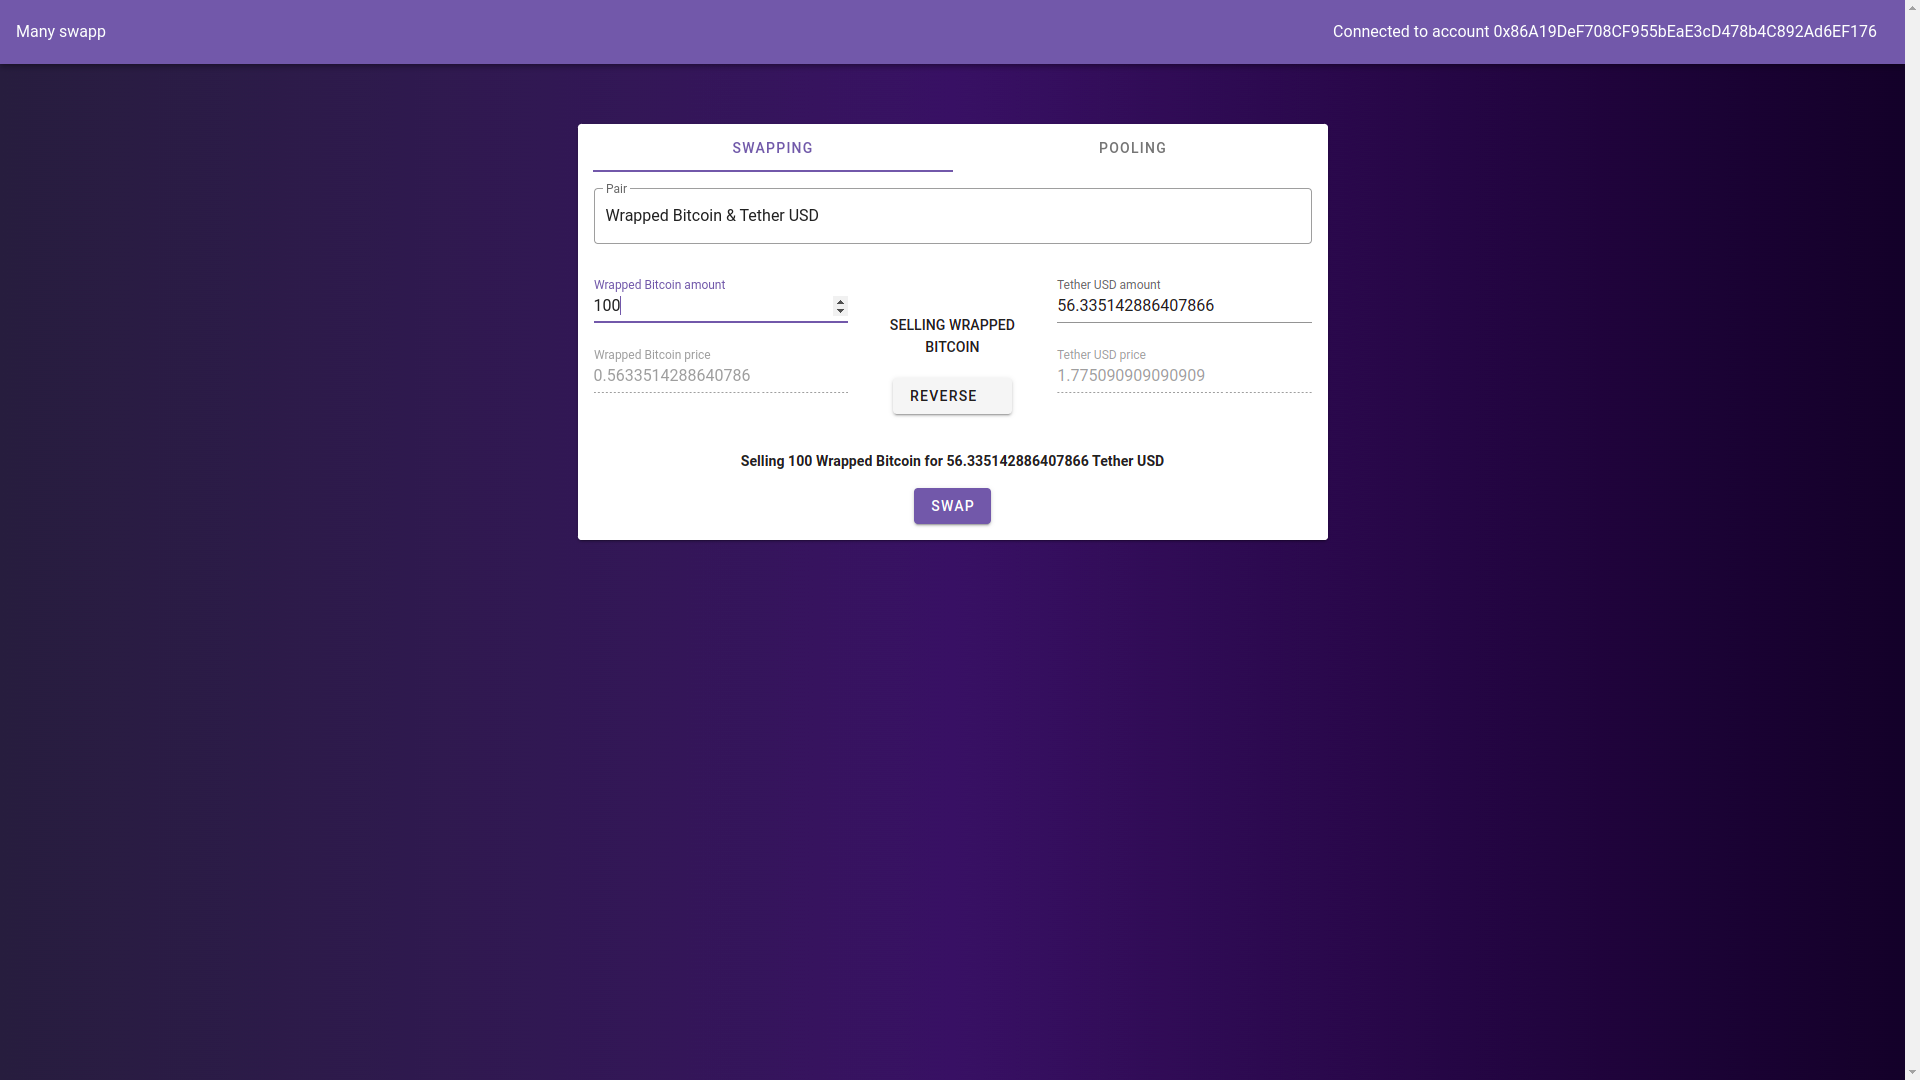 Many swapp
Connected to account 0x86A19DeF708CF955bEaE3cD478b4C892Ad6EF176
SWAPPING
POOLING
Pair
Wrapped Bitcoin & Tether USD
Wrapped Bitcoin amount
100
Tether USD amount
56.335142886407866
SELLING WRAPPED
BITCOIN
Wrapped Bitcoin price
0.5633514288640786
Tether USD price
1.775090909090909
REVERSE
Selling 100 Wrapped Bitcoin for 56.335142886407866 Tether USD
SWAP